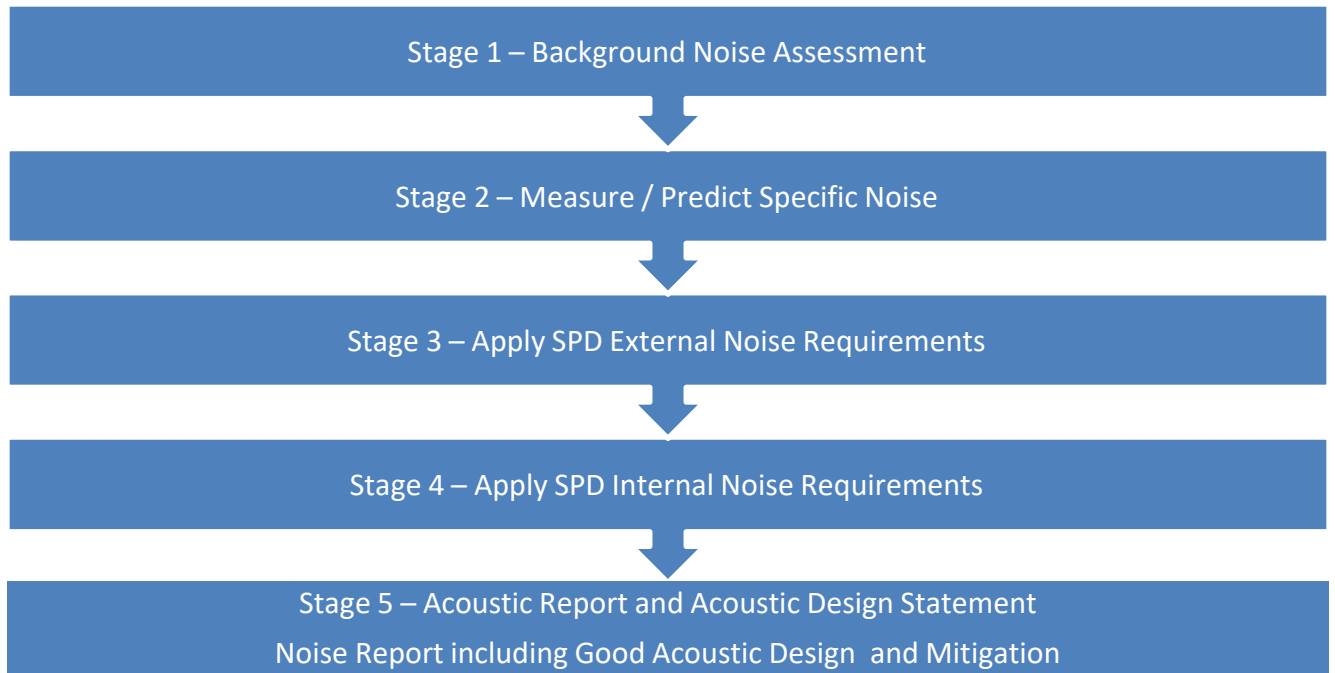 Stage 1 – Background Noise Assessment
Stage 2 – Measure / Predict Specific Noise
Stage 3 – Apply SPD External Noise Requirements
Stage 4 – Apply SPD Internal Noise Requirements
Stage 5 – Acoustic Report and Acoustic Design Statement
Noise Report including Good Acoustic Design and Mitigation